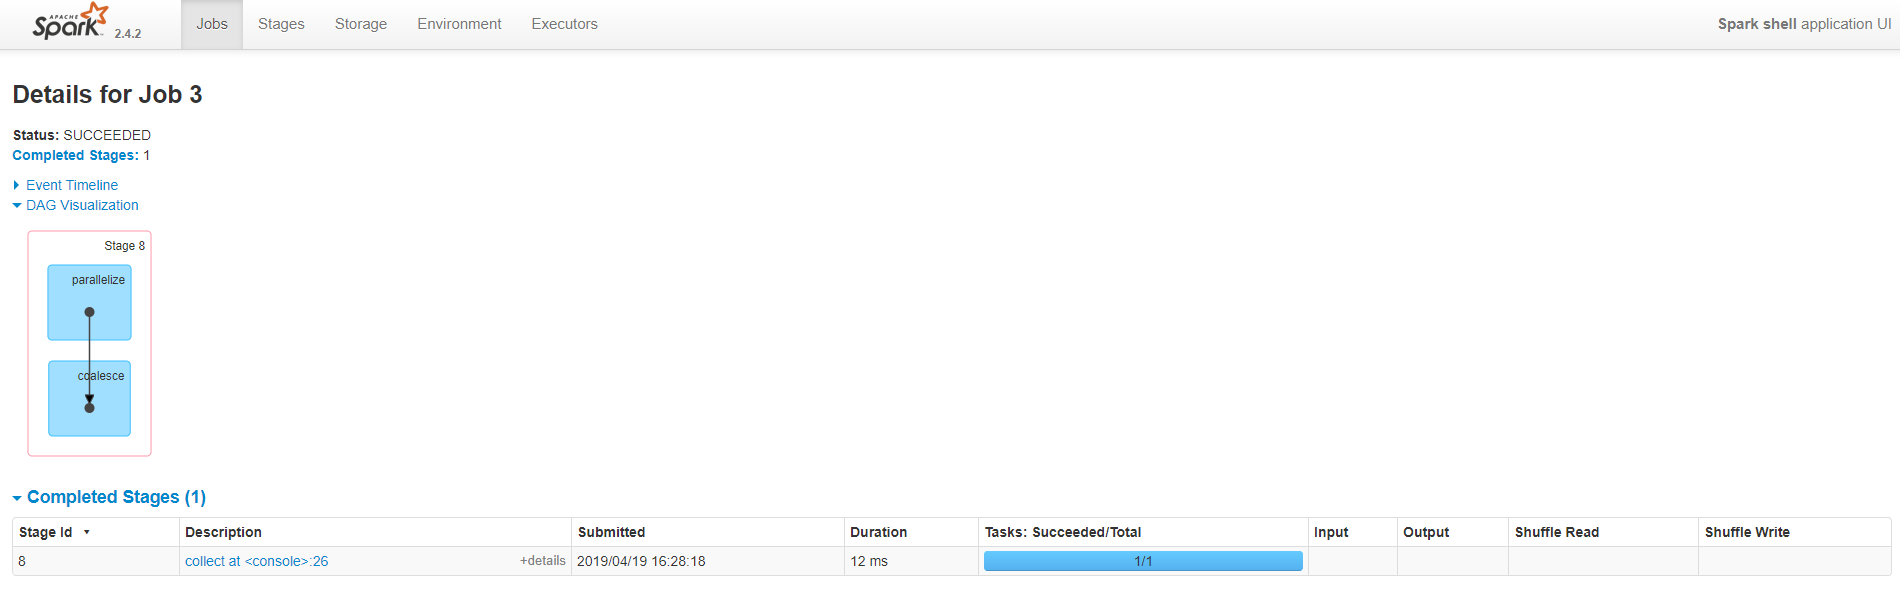 APACHE
Spark 2.4.2 Jobs Stages Storage Environment Executors Spark shell application UI
Details for Job 3
Status: SUCCEEDED
Completed Stages: 1
Event Timeline
DAG Visualization
Stage 8
parallelize
coalesce
Completed Stages (1)
Stage Id Description Submitted Duration Tasks: Succeeded/Total Input Output Shuffle Read Shuffle Write
8 collect at <console>:26 +details 2019/04/19 16:28:18 12 ms 1/1